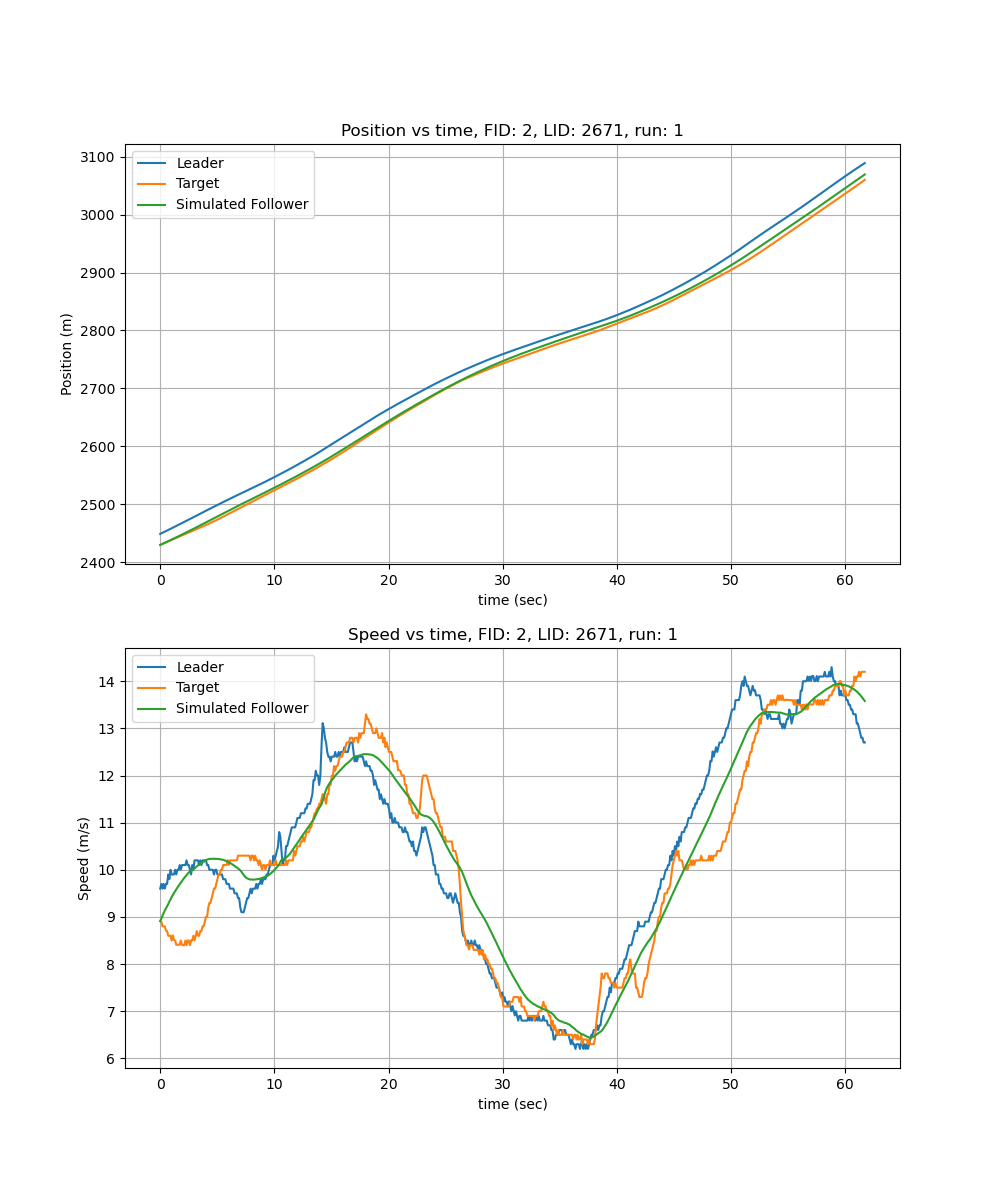 Position vs time, FID: 2, LID: 2671, run: 1
Leader
Target
Simulated Follower
3100
3000
2900
2800
2700
2600
2500
2400
Position (m)
0 10 20 30 40 50 60
time (sec)
Speed vs time, FID: 2, LID: 2671, run: 1
Leader
Target
Simulated Follower
14
13
12
11
10
9
8
7
6
Speed (m/s)
0 10 20 30 40 50 60
time (sec)